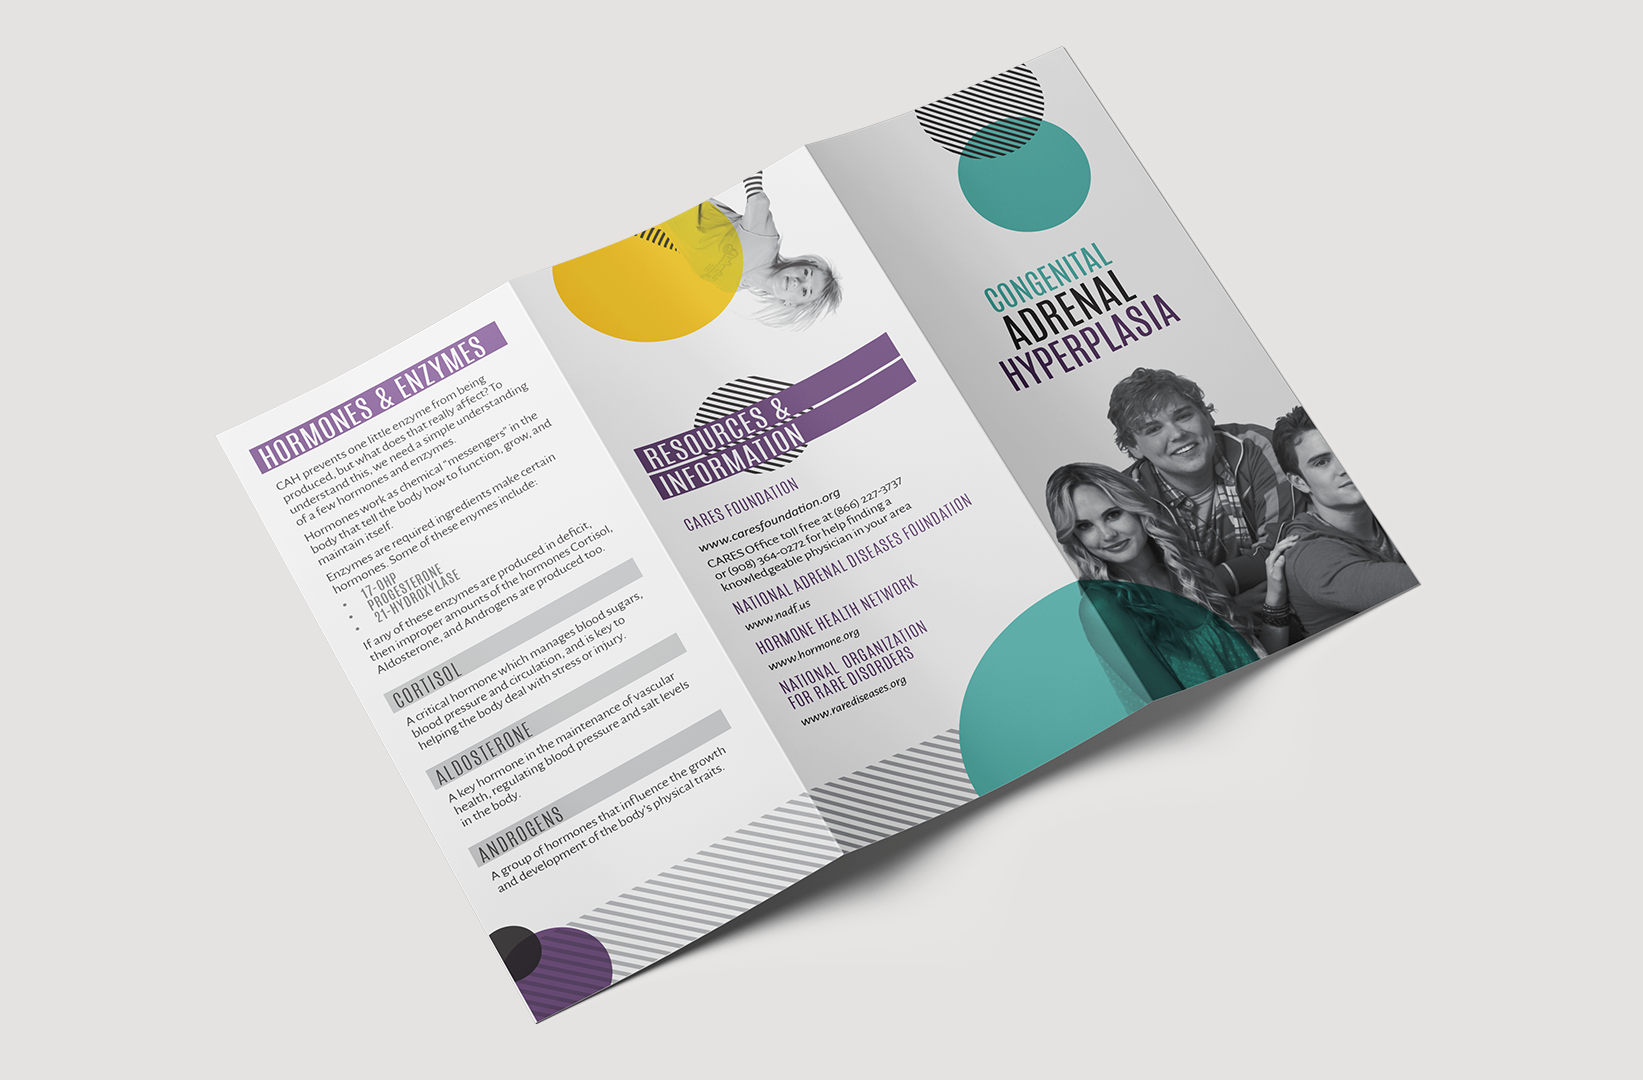 HORMONES & ENZYMES
CAH prevents one little enzyme from being
produced, but what does that really affect? To
understand this, we need a simple understanding
of a few hormones and enzymes.
Hormones work as chemical "messengers" in the
body that tell the body how to function, grow, and
maintain itself.
Enzymes are required ingredients make certain
hormones. Some of these enzymes include:
• 17-OHP
• PROGESTERONE
• 21-HYDROXYLASE
If any of these enzymes are produced in deficit,
then improper amounts of the hormones Cortisol,
Aldosterone, and Androgens are produced too.
CORTISOL
A critical hormone which manages blood sugars,
blood pressure and circulation, and is key to
helping the body deal with stress or injury.
ALDOSTERONE
A key hormone in the maintenance of vascular
health, regulating blood pressure and salt levels
in the body.
ANDROGENS
A group of hormones that influence the growth
and development of the body's physical traits.
RESOURCES &
INFORMATION
CARES FOUNDATION
www.caresfoundation.org
CARES Office toll free at (866) 227-3737
or (908) 364-0272 for help finding a
knowledgeable physician in your area
NATIONAL ADRENAL DISEASES FOUNDATION
www.nadf.us
HORMONE HEALTH NETWORK
www.hormone.org
NATIONAL ORGANIZATION
FOR RARE DISORDERS
www.rarediseases.org
CONGENITAL
ADRENAL
HYPERPLASIA